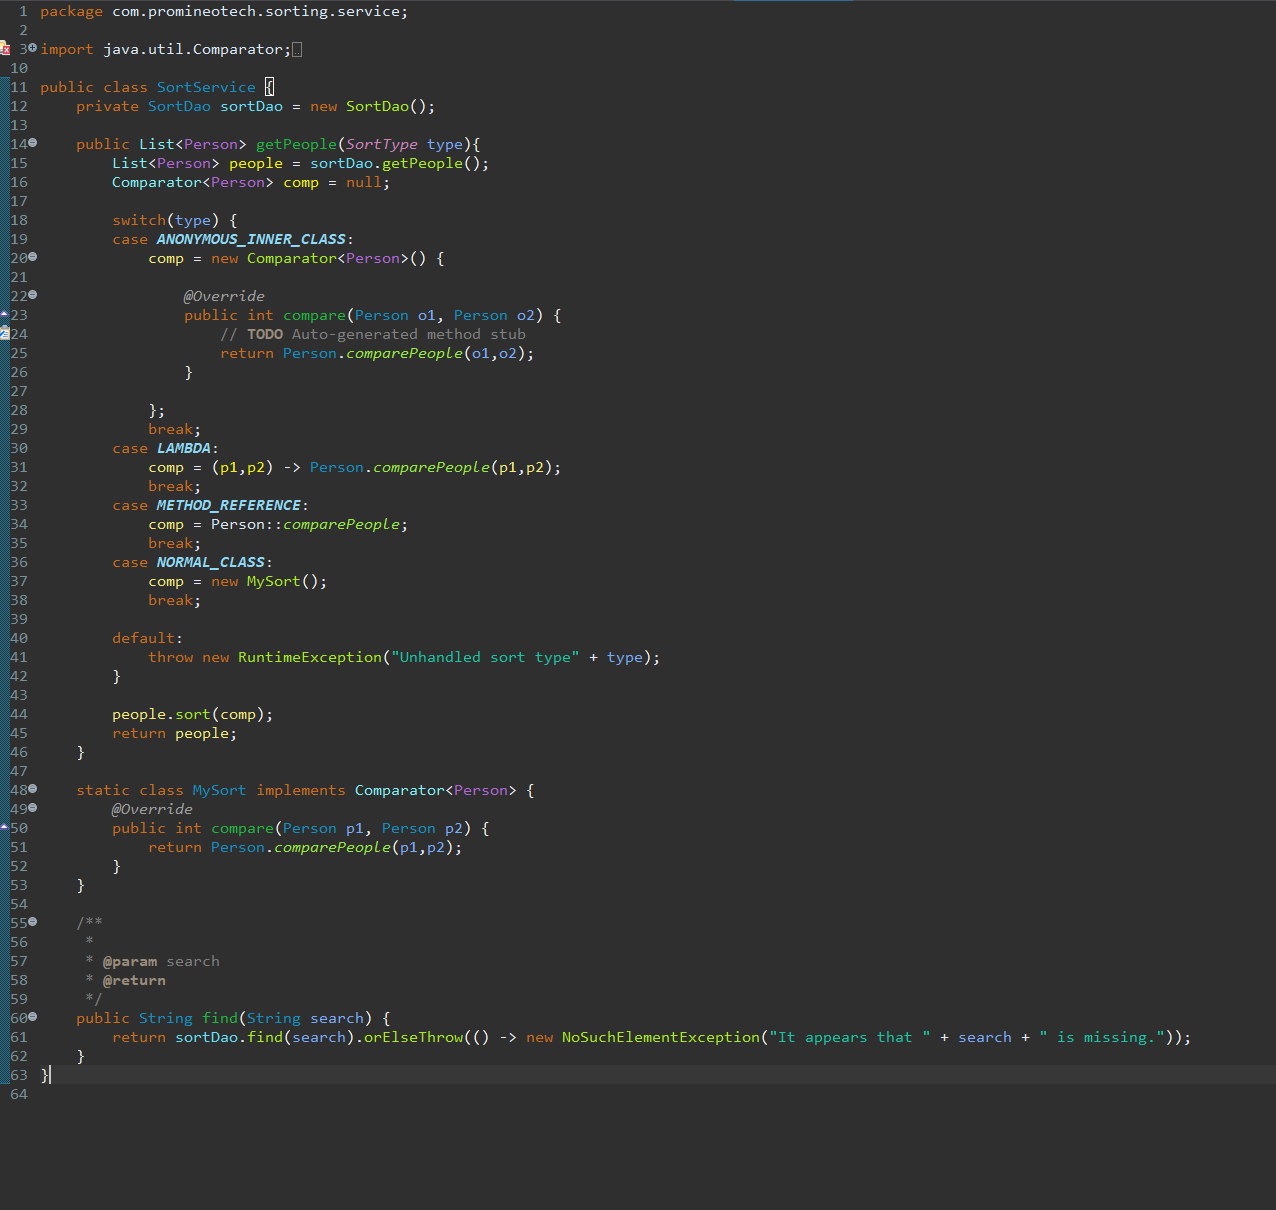 1 package com.promineotech.sorting.service;
2
3 import java.util.Comparator;
10
11 public class SortService {
12 private SortDao sortDao = new SortDao();
13
14 public List<Person> getPeople(SortType type){
15 List<Person> people = sortDao.getPeople();
16 Comparator<Person> comp = null;
17
18 switch(type) {
19 case ANONYMOUS_INNER_CLASS:
20 comp = new Comparator<Person>() {
21
22 @Override
23 public int compare(Person o1, Person o2) {
24 // TODO Auto-generated method stub
25 return Person.comparePeople(o1,o2);
26 }
27
28 };
29 break;
30 case LAMBDA:
31 comp = (p1,p2) -> Person.comparePeople(p1,p2);
32 break;
33 case METHOD_REFERENCE:
34 comp = Person::comparePeople;
35 break;
36 case NORMAL_CLASS:
37 comp = new MySort();
38 break;
39
40 default:
41 throw new RuntimeException("Unhandled sort type" + type);
42 }
43
44 people.sort(comp);
45 return people;
46 }
47
48 static class MySort implements Comparator<Person> {
49 @Override
50 public int compare(Person p1, Person p2) {
51 return Person.comparePeople(p1,p2);
52 }
53 }
54
55 /**
56 *
57 * @param search
58 * @return
59 */
60 public String find(String search) {
61 return sortDao.find(search).orElseThrow(() -> new NoSuchElementException("It appears that " + search + " is missing."));
62 }
63 }
64